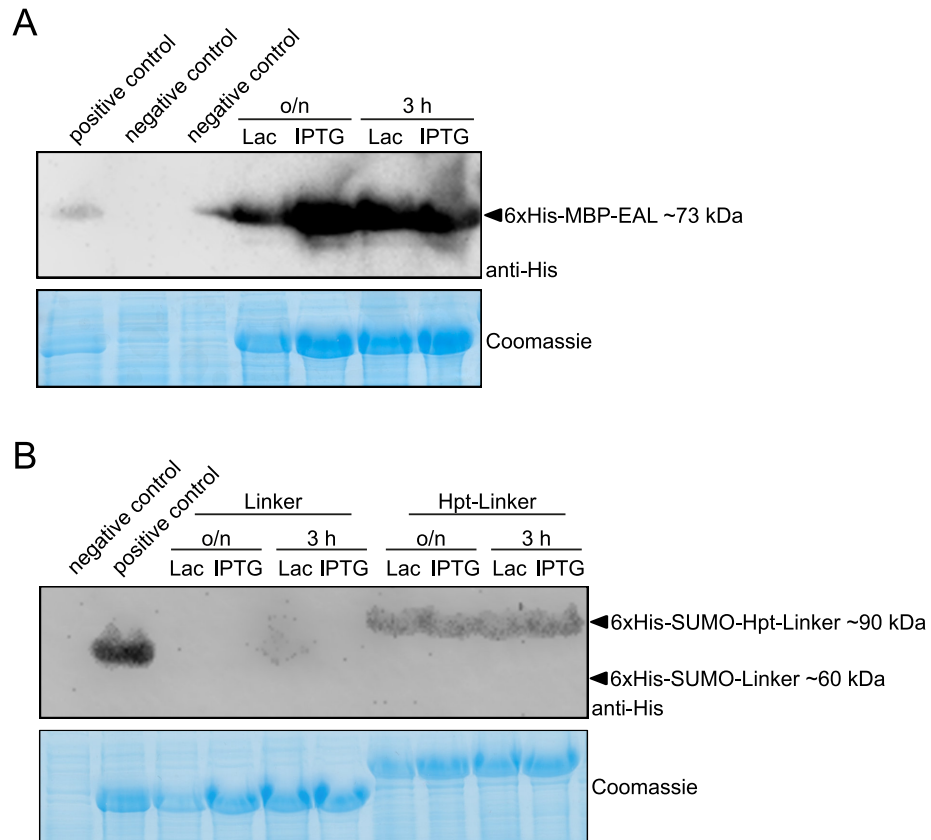 A
positive control
negative control
negative control
o/n
3 h
Lac IPTG Lac IPTG
6xHis-MBP-EAL ~73 kDa
anti-His
Coomassie
B
negative control
positive control
Linker
Hpt-Linker
o/n
3 h
o/n
3 h
Lac IPTG Lac IPTG Lac IPTG Lac IPTG
6xHis-SUMO-Hpt-Linker ~90 kDa
6xHis-SUMO-Linker ~60 kDa
anti-His
Coomassie